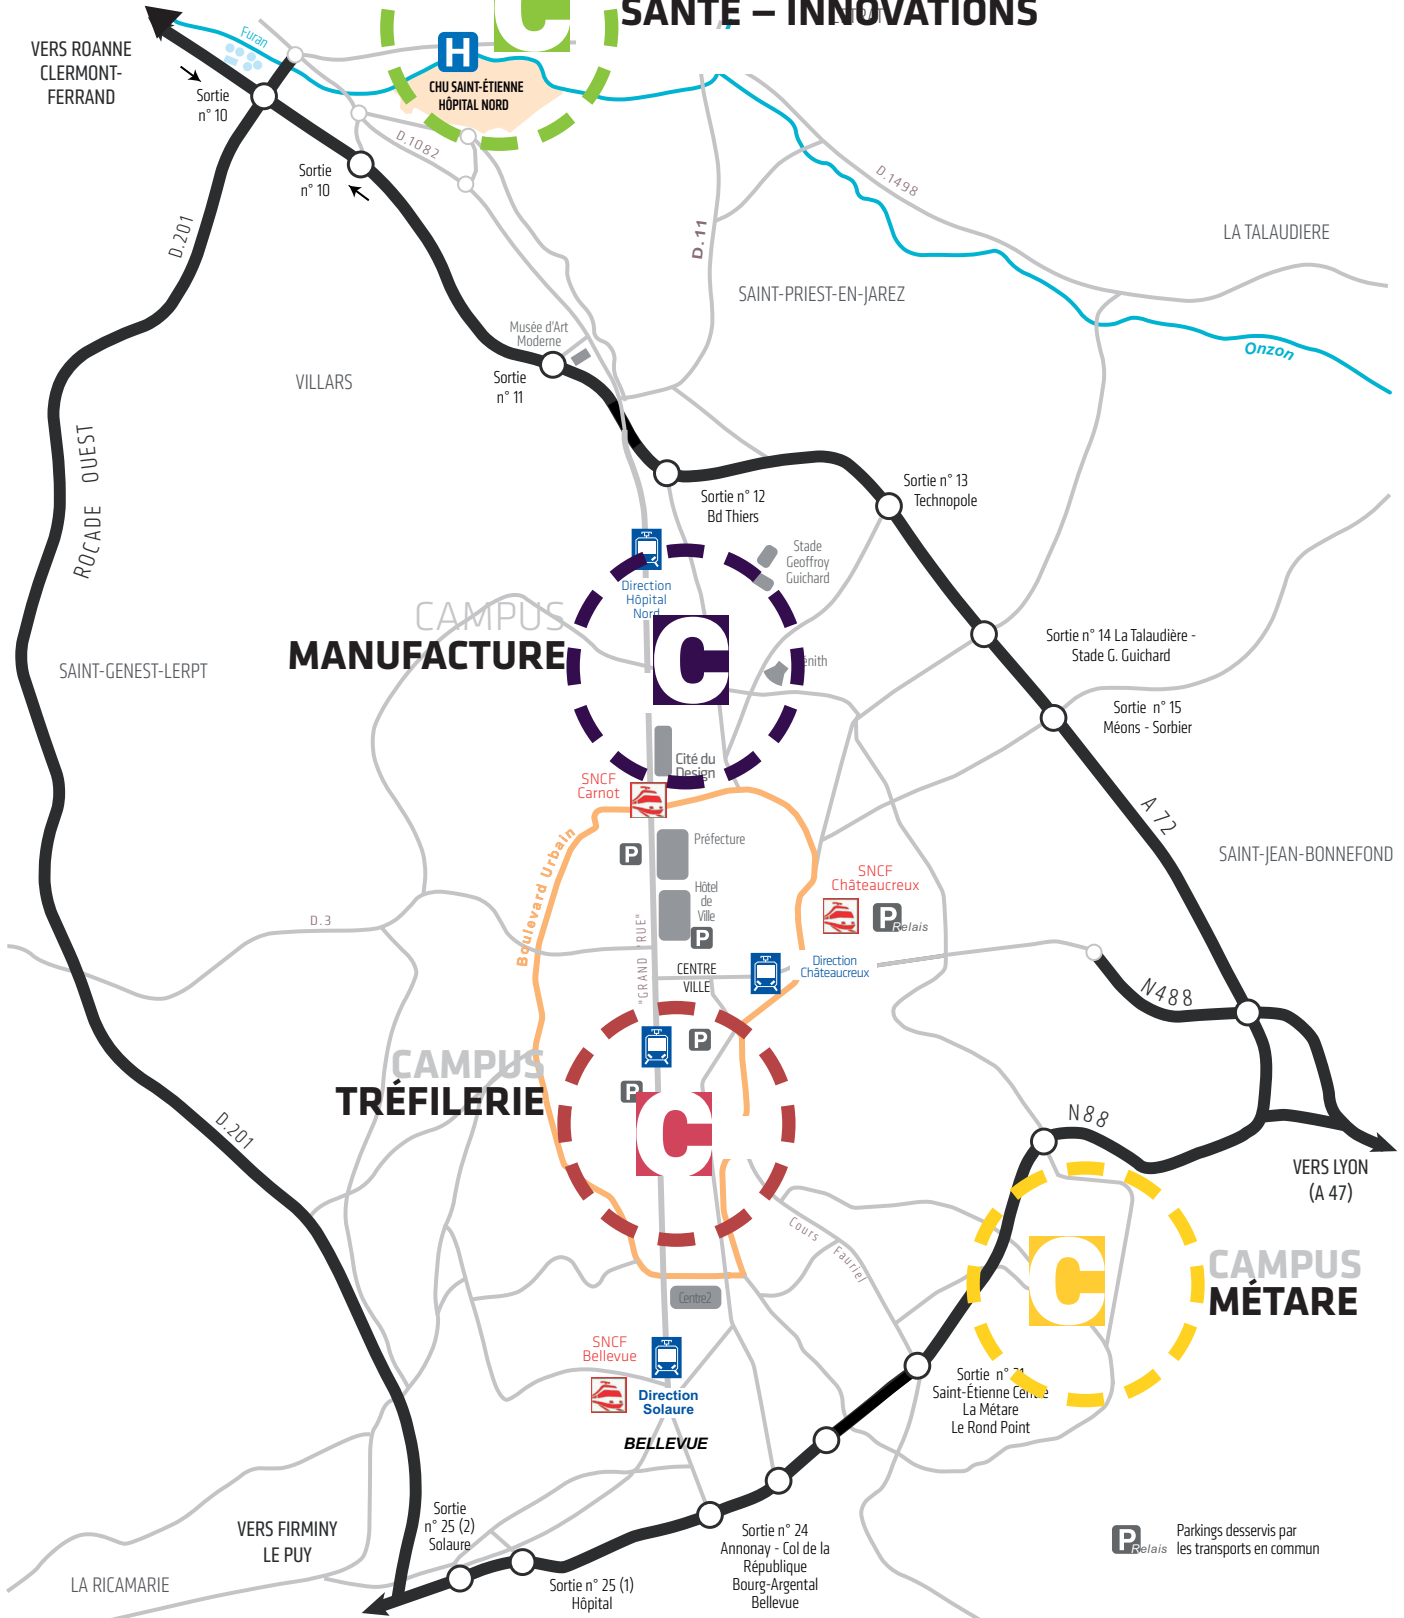 C
SANTÉ – INNOVATIONS
VERS ROANNE
CLERMONT-
FERRAND
Furan
H
CHU SAINT-ÉTIENNE
HÔPITAL NORD
Sortie
n° 10
D.1082
Sortie
n° 10
D.201
D.1498
D.11
LA TALAUDIERE
SAINT-PRIEST-EN-JAREZ
Onzon
Musée d'Art
Moderne
VILLARS
Sortie
n° 11
ROCADE OUEST
Sortie n° 12
Bd Thiers
Sortie n° 13
Technopole
Stade
Geoffroy
Guichard
Direction
Hôpital
Nord
CAMPUS
MANUFACTURE
C
Sortie n° 14 La Talaudière -
Stade G. Guichard
SAINT-GENEST-LERPT
Sortie n° 15
Méons - Sorbier
Cité du
Design
SNCF
Carnot
A 72
Boulevard Urbain
P
Préfecture
SAINT-JEAN-BONNEFOND
SNCF
Châteaucreux
P
Relais
Hôtel
de
Ville
P
D.3
"GRAND 'RUE"
CENTRE
VILLE
Direction
Châteaucreux
N488
P
CAMPUS
TRÉFILERIE
P
C
D.201
N88
VERS LYON
(A 47)
Cours Fauriel
C
CAMPUS
MÉTARE
Centre2
SNCF
Bellevue
Direction
Solaure
BELLEVUE
Sortie n° 21
Saint-Étienne Centre
La Métare
Le Rond Point
Sortie
n° 25 (2)
Solaure
VERS FIRMINY
LE PUY
Sortie n° 24
Annonay - Col de la
République
Bourg-Argental
Bellevue
P
Relais
Parkings desservis par
les transports en commun
LA RICAMARIE
Sortie n° 25 (1)
Hôpital